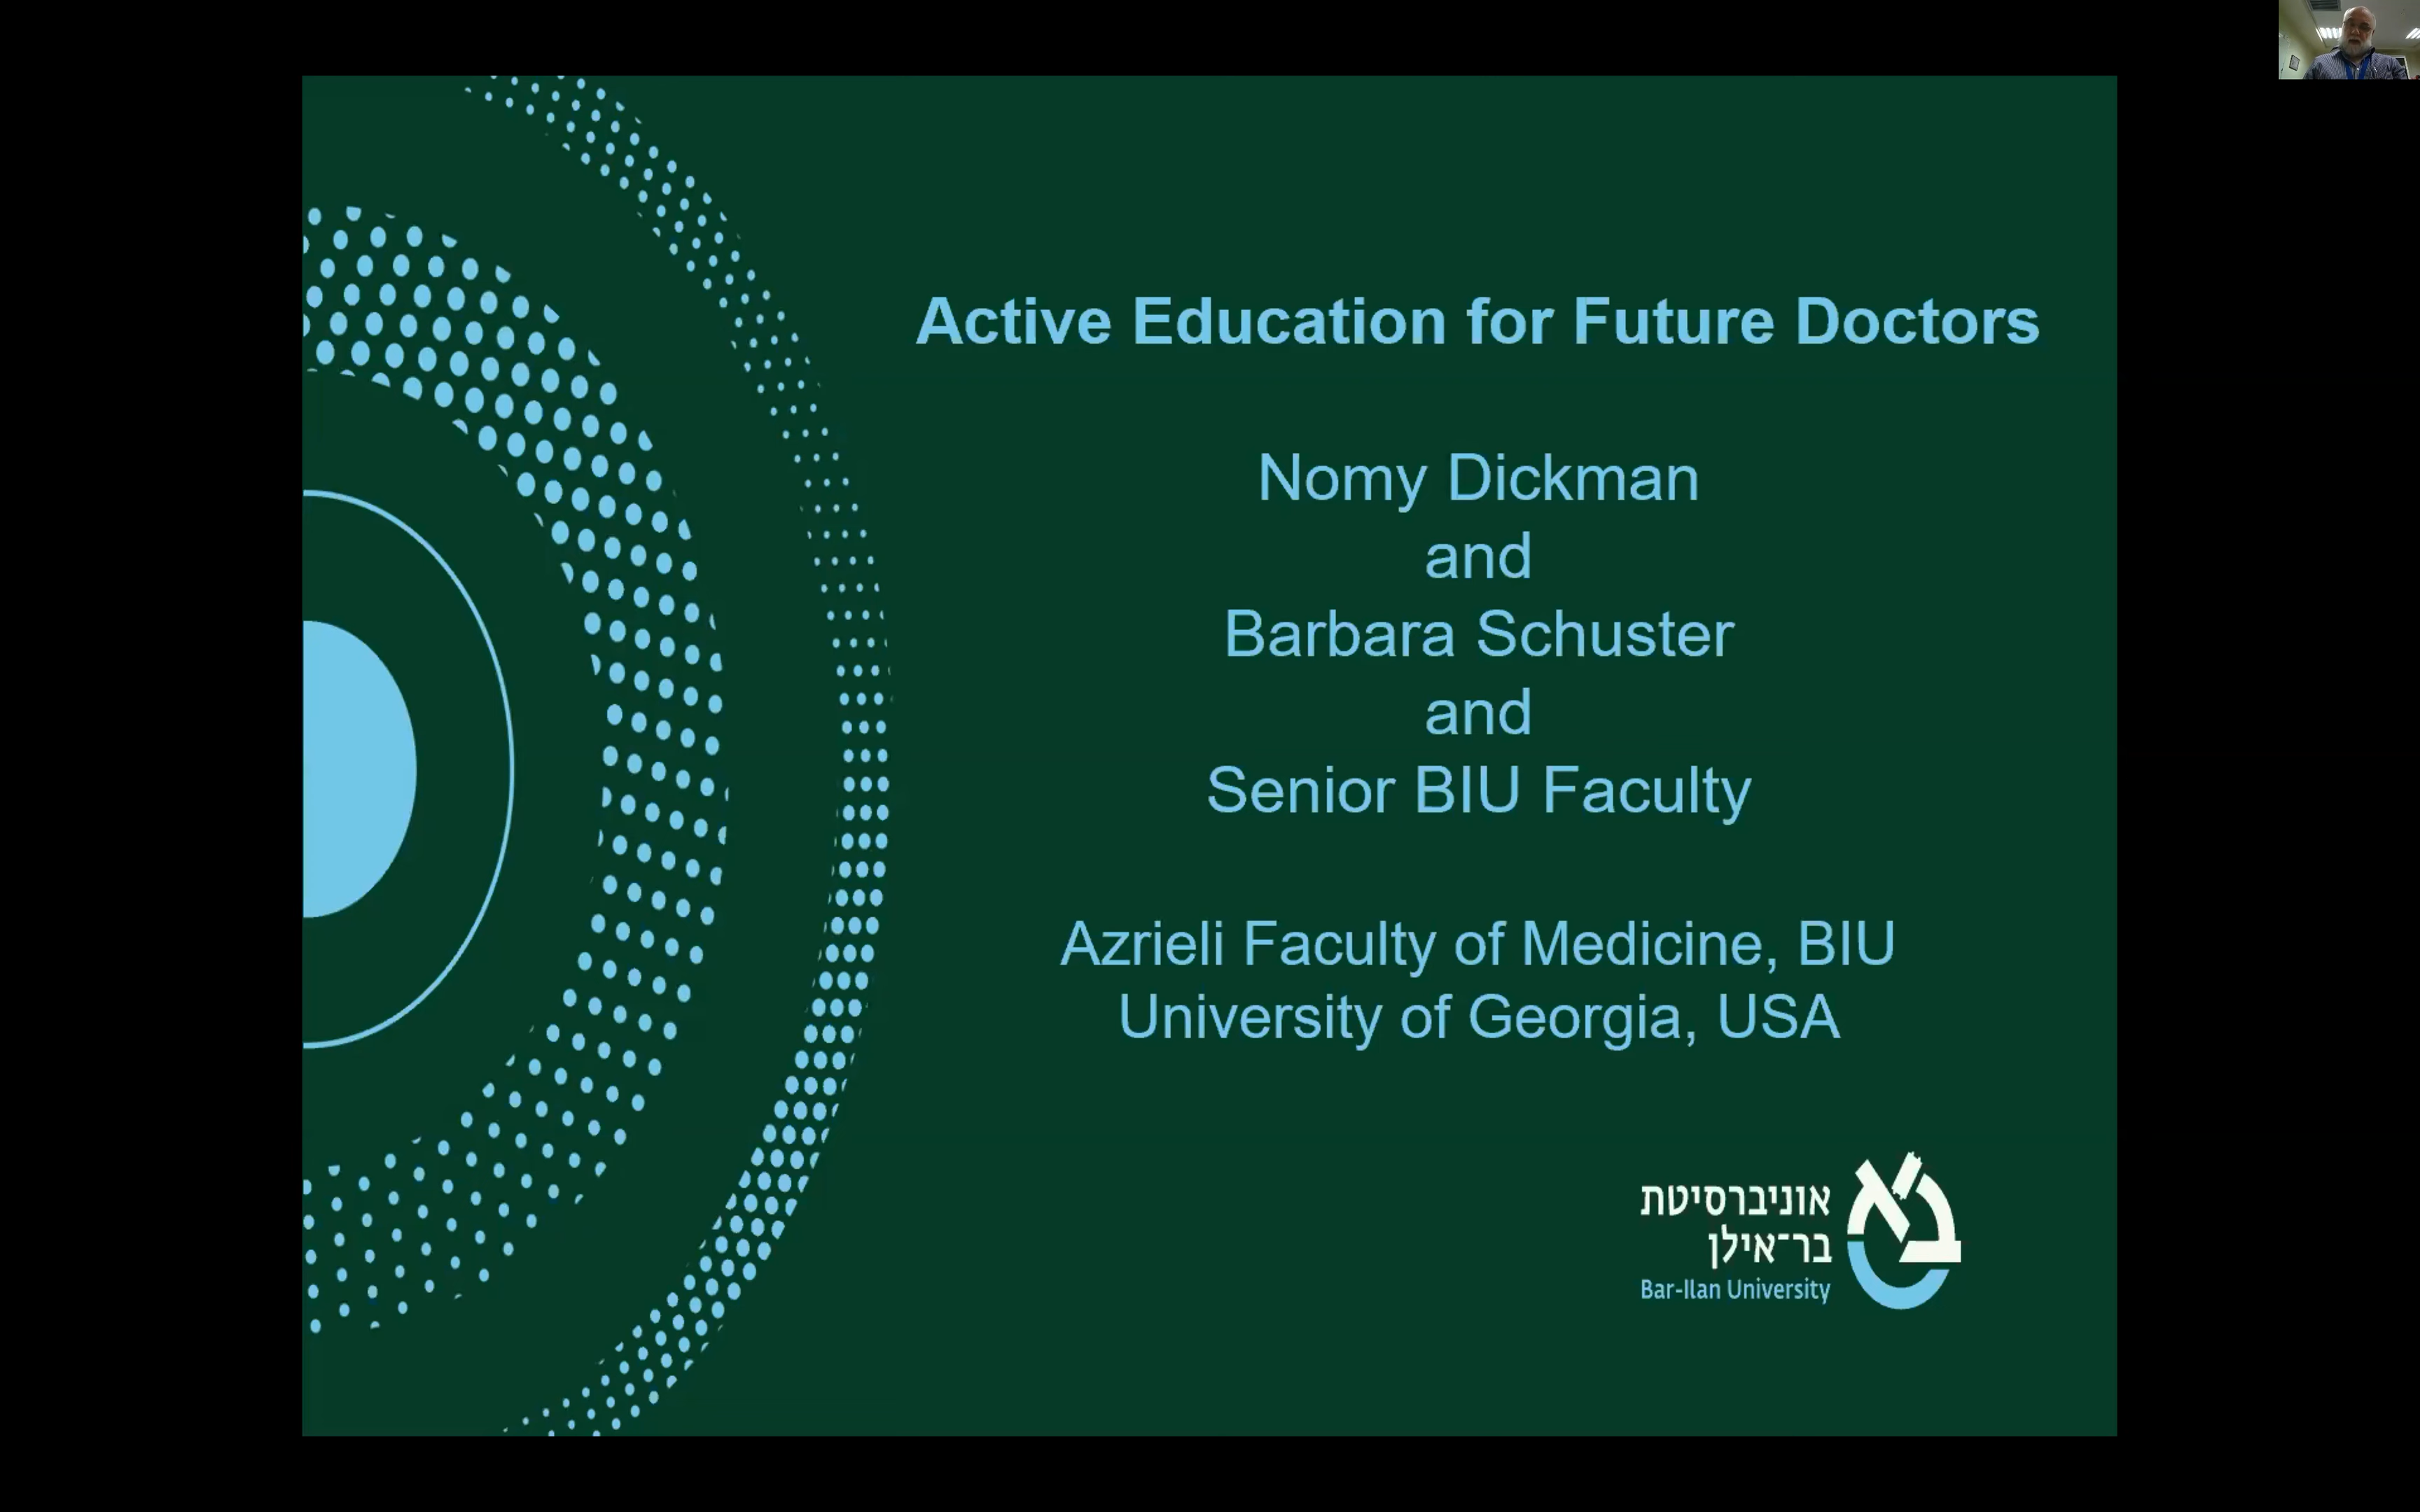 Active Education for Future Doctors
Nomy Dickman
and
Barbara Schuster
and
Senior BIU Faculty
Azrieli Faculty of Medicine, BIU
University of Georgia, USA
אוניברסיטת
בר־אילן
Bar-Ilan University